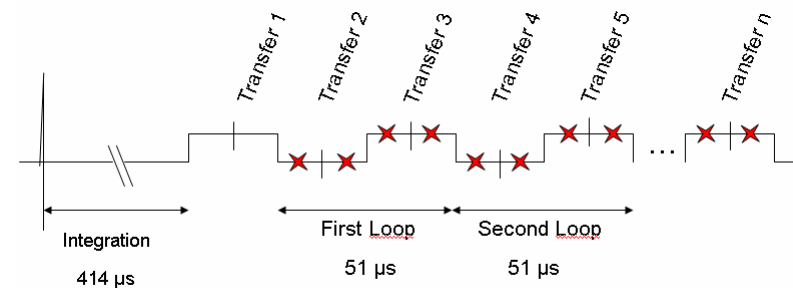 Transfer 1
Transfer 2
Transfer 3
Transfer 4
Transfer 5
Transfer n
...
First Loop
Second Loop
Integration
51 µs
51 µs
414 µs